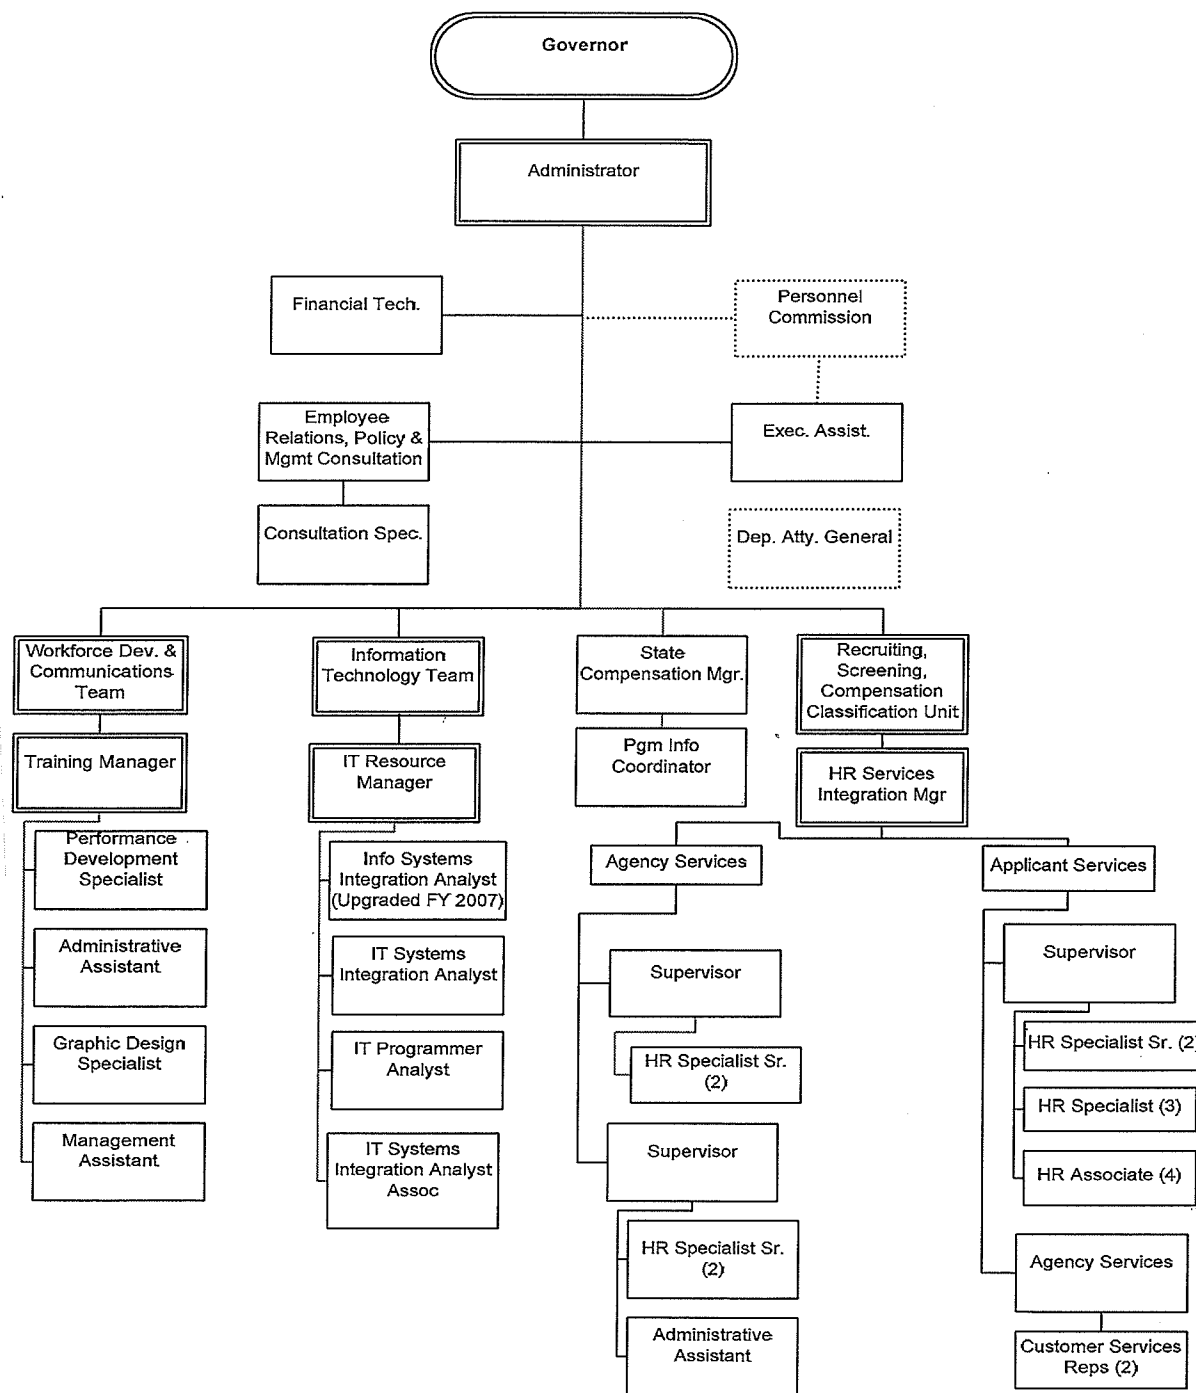 Governor
Administrator
Financial Tech.
Personnel
Commission
Employee
Relations, Policy &
Mgmt Consultation
Exec. Assist.
Consultation Spec.
Dep. Atty. General
Workforce Dev. &
Communications
Team
Information
Technology Team
State
Compensation Mgr.
Recruiting,
Screening,
Compensation
Classification Unit
Training Manager
IT Resource
Manager
Pgm Info
Coordinator
HR Services
Integration Mgr
Performance
Development
Specialist
Administrative
Assistant
Graphic Design
Specialist
Management
Assistant
Info Systems
Integration Analyst
(Upgraded FY 2007)
IT Systems
Integration Analyst
IT Programmer
Analyst
IT Systems
Integration Analyst
Assoc
Agency Services
Supervisor
HR Specialist Sr.
(2)
Supervisor
HR Specialist Sr.
(2)
Administrative
Assistant
Applicant Services
Supervisor
HR Specialist Sr. (2)
HR Specialist (3)
HR Associate (4)
Agency Services
Customer Services
Reps (2)